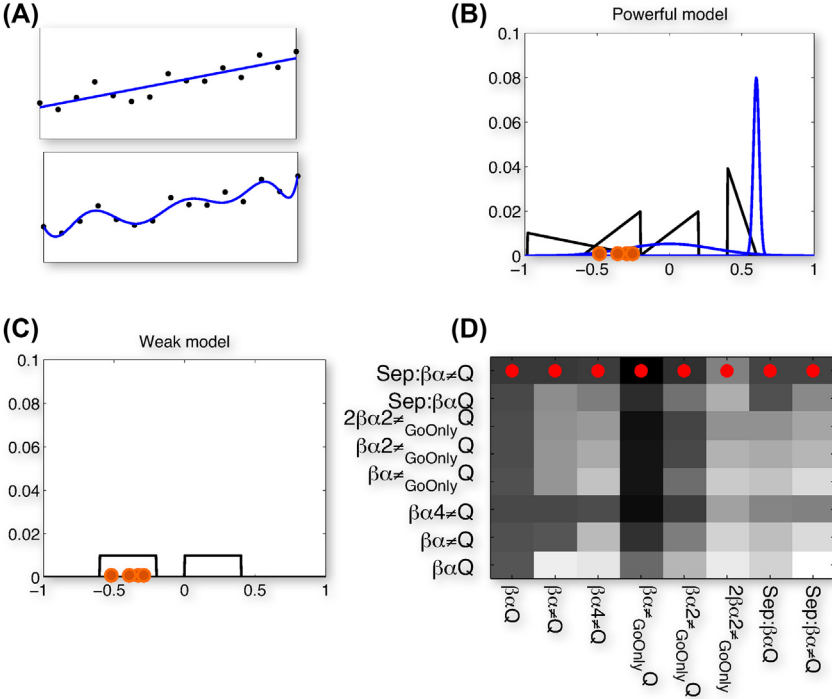 (A)
(B)
Powerful model
0.1
0.08
0.06
0.04
0.02
0
−1
−0.5
0
0.5
1
(C)
Weak model
0.1
0.08
0.06
0.04
0.02
0
−1
−0.5
0
0.5
1
(D)
Sep:βα≠Q
Sep:βαQ
2βα2≠GoOnlyQ
βα2≠GoOnlyQ
βα≠GoOnlyQ
βα4≠Q
βα≠Q
βαQ
βαQ
βα≠Q
βα4≠Q
βα≠GoOnlyQ
βα2≠GoOnlyQ
2βα2≠GoOnly
Sep:βαQ
Sep:βα≠Q